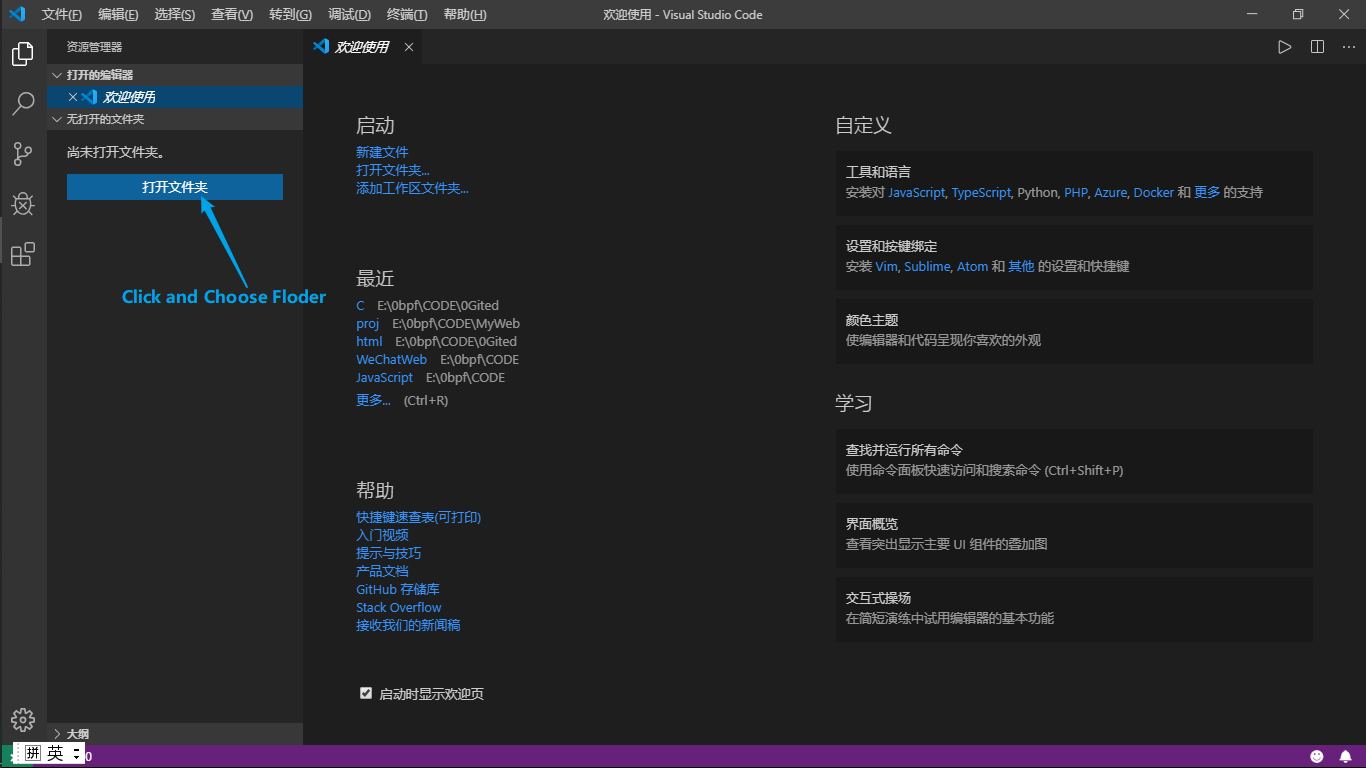 文件(F) 编辑(E) 选择(S) 查看(V) 转到(G) 调试(D) 终端(T) 帮助(H) 欢迎使用 - Visual Studio Code
资源管理器
打开的编辑器
欢迎使用
无打开的文件夹
尚未打开文件夹。
打开文件夹
Click and Choose Floder
大纲
欢迎使用
启动
新建文件
打开文件夹...
添加工作区文件夹...
最近
C E:\0bpf\CODE\0Gited
proj E:\0bpf\CODE\MyWeb
html E:\0bpf\CODE\0Gited
WeChatWeb E:\0bpf\CODE
JavaScript E:\0bpf\CODE
更多... (Ctrl+R)
帮助
快捷键速查表(可打印)
入门视频
提示与技巧
产品文档
GitHub 存储库
Stack Overflow
接收我们的新闻稿
启动时显示欢迎页
自定义
工具和语言
安装对 JavaScript, TypeScript, Python, PHP, Azure, Docker 和 更多 的支持
设置和按键绑定
安装 Vim, Sublime, Atom 和 其他 的设置和快捷键
颜色主题
使编辑器和代码呈现你喜欢的外观
学习
查找并运行所有命令
使用命令面板快速访问和搜索命令 (Ctrl+Shift+P)
界面概览
查看突出显示主要 UI 组件的叠加图
交互式操场
在简短演练中试用编辑器的基本功能
拼 英 0